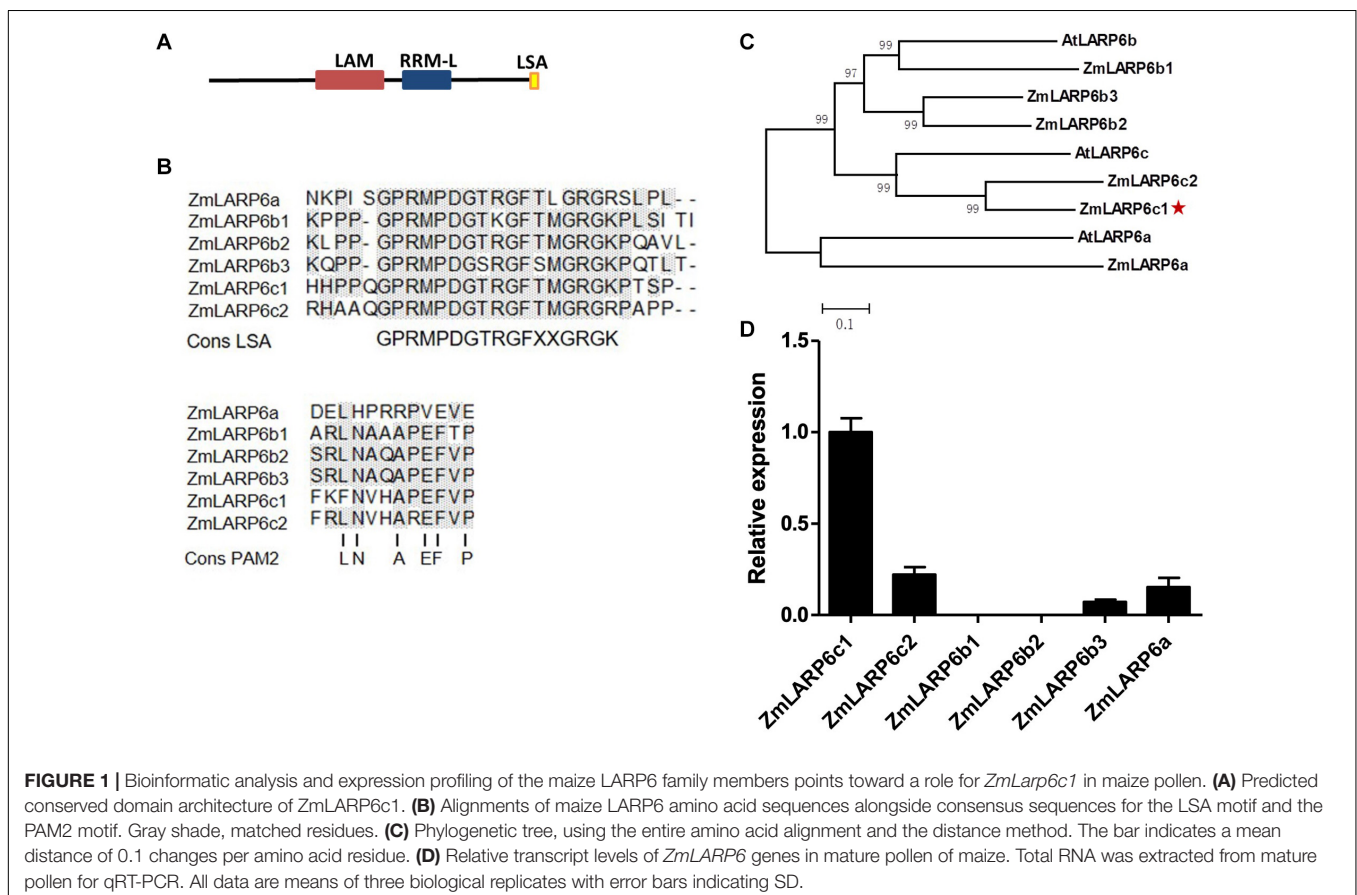 A
LAM RRM-L LSA
B
ZmLARP6a NKPI SGPRMPDGTRGFTLGRGRSLPL--
ZmLARP6b1 KPPP-GPRMPDGTKGFTMGRGKPLSITI
ZmLARP6b2 KLPP-GPRMPDGTRGFTMGRGKPQAVL-
ZmLARP6b3 KQPP-GPRMPDGSRGFSMGRGKPQTLT-
ZmLARP6c1 HHPPQGPRMPDGTRGFTMGRGKPTSP--
ZmLARP6c2 RHAAQGPRMPDGTRGFTMGRGRPAPP--
Cons LSA GPRMPDGTRGFXXGRGK
ZmLARP6a DELHPRRPVEVE
ZmLARP6b1 ARLNAAAPEFTP
ZmLARP6b2 SRLNAQAPEFVP
ZmLARP6b3 SRLNAQAPEFVP
ZmLARP6c1 FKFNVHAPEFVP
ZmLARP6c2 FRLNVHAREFVP
Cons PAM2 LN A EF P
C
AtLARP6b
99
ZmLARP6b1
97
ZmLARP6b3
99
ZmLARP6b2
99
AtLARP6c
99
ZmLARP6c2
99
ZmLARP6c1
AtLARP6a
ZmLARP6a
0.1
D
Relative expression
1.5
1.0
0.5
0.0
ZmLARP6c1
ZmLARP6c2
ZmLARP6b1
ZmLARP6b2
ZmLARP6b3
ZmLARP6a
FIGURE 1 | Bioinformatic analysis and expression profiling of the maize LARP6 family members points toward a role for ZmLarp6c1 in maize pollen. (A) Predicted
conserved domain architecture of ZmLARP6c1. (B) Alignments of maize LARP6 amino acid sequences alongside consensus sequences for the LSA motif and the
PAM2 motif. Gray shade, matched residues. (C) Phylogenetic tree, using the entire amino acid alignment and the distance method. The bar indicates a mean
distance of 0.1 changes per amino acid residue. (D) Relative transcript levels of ZmLARP6 genes in mature pollen of maize. Total RNA was extracted from mature
pollen for qRT-PCR. All data are means of three biological replicates with error bars indicating SD.